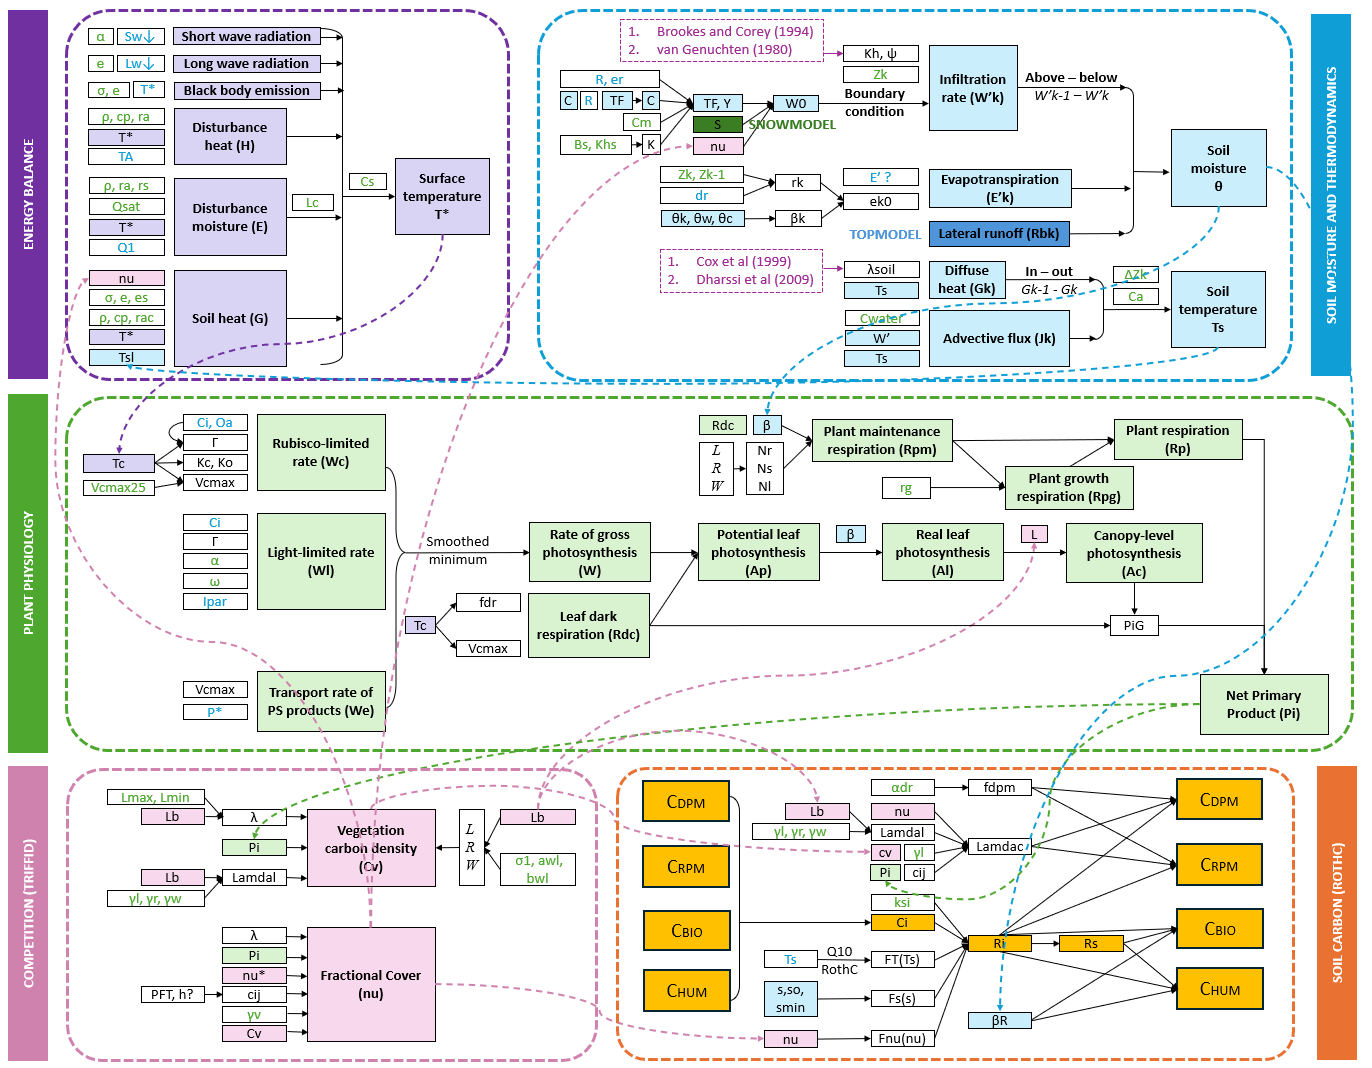 ENERGY BALANCE
α
Sw↓
Short wave radiation
e
Lw↓
Long wave radiation
σ, e
T*
Black body emission
ρ, cp, ra
T*
TA
Disturbance
heat (H)
ρ, ra, rs
Qsat
T*
Q1
Disturbance
moisture (E)
Lc
Cs
Surface
temperature
T*
nu
σ, e, es
ρ, cp, rac
T*
Tsl
Soil heat (G)
SOIL MOISTURE AND THERMODYNAMICS
1. Brookes and Corey (1994)
2. van Genuchten (1980)
Kh, ψ
Zk
Boundary
condition
Infiltration
rate (W'k)
Above – below
W'k-1 – W'k
R, er
C
R
TF
C
Cm
Bs, Khs
K
TF, Y
S
SNOWMODEL
nu
W0
Zk, Zk-1
dr
rk
θk, θw, θc
βk
E' ?
ek0
Evapotranspiration
(E'k)
TOPMODEL
Lateral runoff (Rbk)
Soil
moisture
θ
1. Cox et al (1999)
2. Dharssi et al (2009)
λsoil
Ts
Diffuse
heat (Gk)
In – out
Gk-1 - Gk
ΔZk
Ca
Cwater
W'
Ts
Advective flux (Jk)
Soil
temperature
Ts
PLANT PHYSIOLOGY
Tc
Vcmax25
Ci, Oa
Γ
Kc, Ko
Vcmax
Rubisco-limited
rate (Wc)
Ci
Γ
α
ω
Ipar
Light-limited rate
(Wl)
Vcmax
P*
Transport rate of
PS products (We)
Smoothed
minimum
Rate of gross
photosynthesis
(W)
Tc
fdr
Vcmax
Leaf dark
respiration (Rdc)
Rdc
β
L
R
W
Nr
Ns
Nl
Plant maintenance
respiration (Rpm)
rg
Plant growth
respiration (Rpg)
Plant respiration
(Rp)
Potential leaf
photosynthesis
(Ap)
β
Real leaf
photosynthesis
(Al)
L
Canopy-level
photosynthesis
(Ac)
PiG
Net Primary
Product (Pi)
COMPETITION (TRIFFID)
Lmax, Lmin
Lb
λ
Pi
Lb
γl, γr, γw
Lamdal
Vegetation
carbon density
(Cv)
L
R
W
Lb
σ1, awl,
bwl
λ
Pi
nu*
PFT, h?
cij
γv
Cv
Fractional Cover
(nu)
SOIL CARBON (ROTHC)
CDPM
CRPM
CBIO
CHUM
αdr
fdpm
Lb
γl, γr, γw
nu
Lamdal
cv
γl
Pi
cij
Lamdac
ksi
Ci
Ts
Q10
RothC
FT(Ts)
s,so,
smin
Fs(s)
nu
Fnu(nu)
Ri
Rs
βR
CDPM
CRPM
CBIO
CHUM